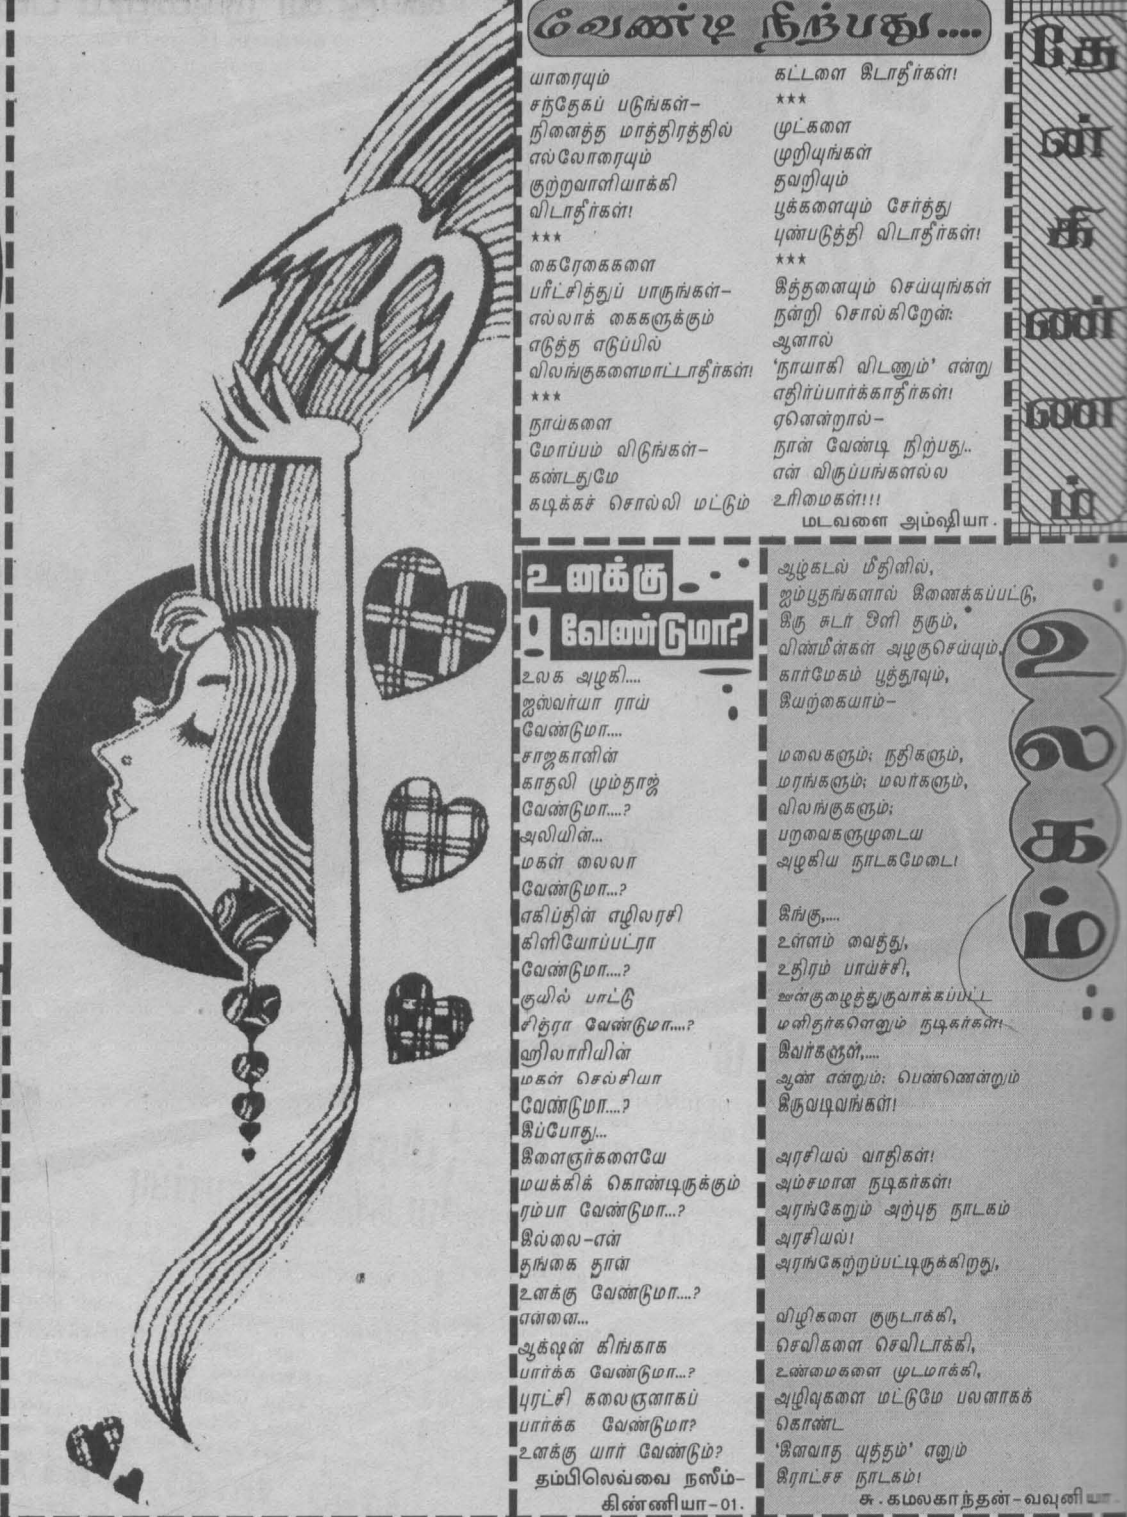 வேண்டி நிற்பது....
யாரையும்
சந்தேகப் படுங்கள்–
நினைத்த மாத்திரத்தில்
எல்லோரையும்
குற்றவாளியாக்கி
விடாதீர்கள்!
★★★
கைரேகைகளை
பரீட்சித்துப் பாருங்கள்–
எல்லாக் கைகளுக்கும்
எடுத்த எடுப்பில்
விலங்குகளைமாட்டாதீர்கள்!
★★★
நாய்களை
மோப்பம் விடுங்கள்–
கண்டதுமே
கடிக்கச் சொல்லி மட்டும்
கட்டளை இடாதீர்கள்!
★★★
முட்களை
முறியுங்கள்
தவறியும்
பூக்களையும் சேர்த்து
புண்படுத்தி விடாதீர்கள்!
★★★
இத்தனையும் செய்யுங்கள்
நன்றி சொல்கிறேன்:
ஆனால்
'நாயாகி விடணும்' என்று
எதிர்ப்பார்க்காதீர்கள்!
ஏனென்றால்–
நான் வேண்டி நிற்பது..
என் விருப்பங்களல்ல
உரிமைகள்!!!
மடவளை அம்ஷியா.
தே
ன்
கி
ண்
ண
ம்
உனக்கு
வேண்டுமா?
உலக அழகி....
ஐஸ்வர்யா ராய்
வேண்டுமா....
சாஜகானின்
காதலி மும்தாஜ்
வேண்டுமா....?
அலியின்...
மகள் லைலா
வேண்டுமா...?
எகிப்தின் எழிலரசி
கிளியோப்பட்ரா
வேண்டுமா....?
குயில் பாட்டு
சித்ரா வேண்டுமா....?
ஹிலாரியின்
மகள் செல்சியா
வேண்டுமா....?
இப்போது...
இளைஞர்களையே
மயக்கிக் கொண்டிருக்கும்
ரம்பா வேண்டுமா...?
இல்லை–என்
தங்கை தான்
உனக்கு வேண்டுமா....?
என்னை...
ஆக்‌ஷன் கிங்காக
பார்க்க வேண்டுமா...?
புரட்சி கலைஞனாகப்
பார்க்க வேண்டுமா?
உனக்கு யார் வேண்டும்?
தம்பிலெவ்வை நஸீம்–
கிண்ணியா–01.
உ
ல
க
ம்
ஆழ்கடல் மீதினில்,
ஐம்பூதங்களால் இணைக்கப்பட்டு,
இரு சுடர் ஒளி தரும்,
விண்மீன்கள் அழகுசெய்யும்,
கார்மேகம் பூத்தூவும்,
இயற்கையாம்–
மலைகளும்; நதிகளும்,
மரங்களும்; மலர்களும்,
விலங்குகளும்;
பறவைகளுமுடைய
அழகிய நாடகமேடை!
இங்கு,....
உள்ளம் வைத்து,
உதிரம் பாய்ச்சி,
ஊன்குழைத்துருவாக்கப்பட்ட
மனிதர்களெனும் நடிகர்கள்!
இவர்களுள்,....
ஆண் என்றும்; பெண்ணென்றும்
இருவடிவங்கள்!
அரசியல் வாதிகள்!
அம்சமான நடிகர்கள்!
அரங்கேறும் அற்புத நாடகம்
அரசியல்!
அரங்கேற்றப்பட்டிருக்கிறது,
விழிகளை குருடாக்கி,
செவிகளை செவிடாக்கி,
உண்மைகளை முடமாக்கி,
அழிவுகளை மட்டுமே பலனாகக்
கொண்ட
'இனவாத யுத்தம்' எனும்
இராட்சச நாடகம்!
சு.கமலகாந்தன்–வவுனியா.